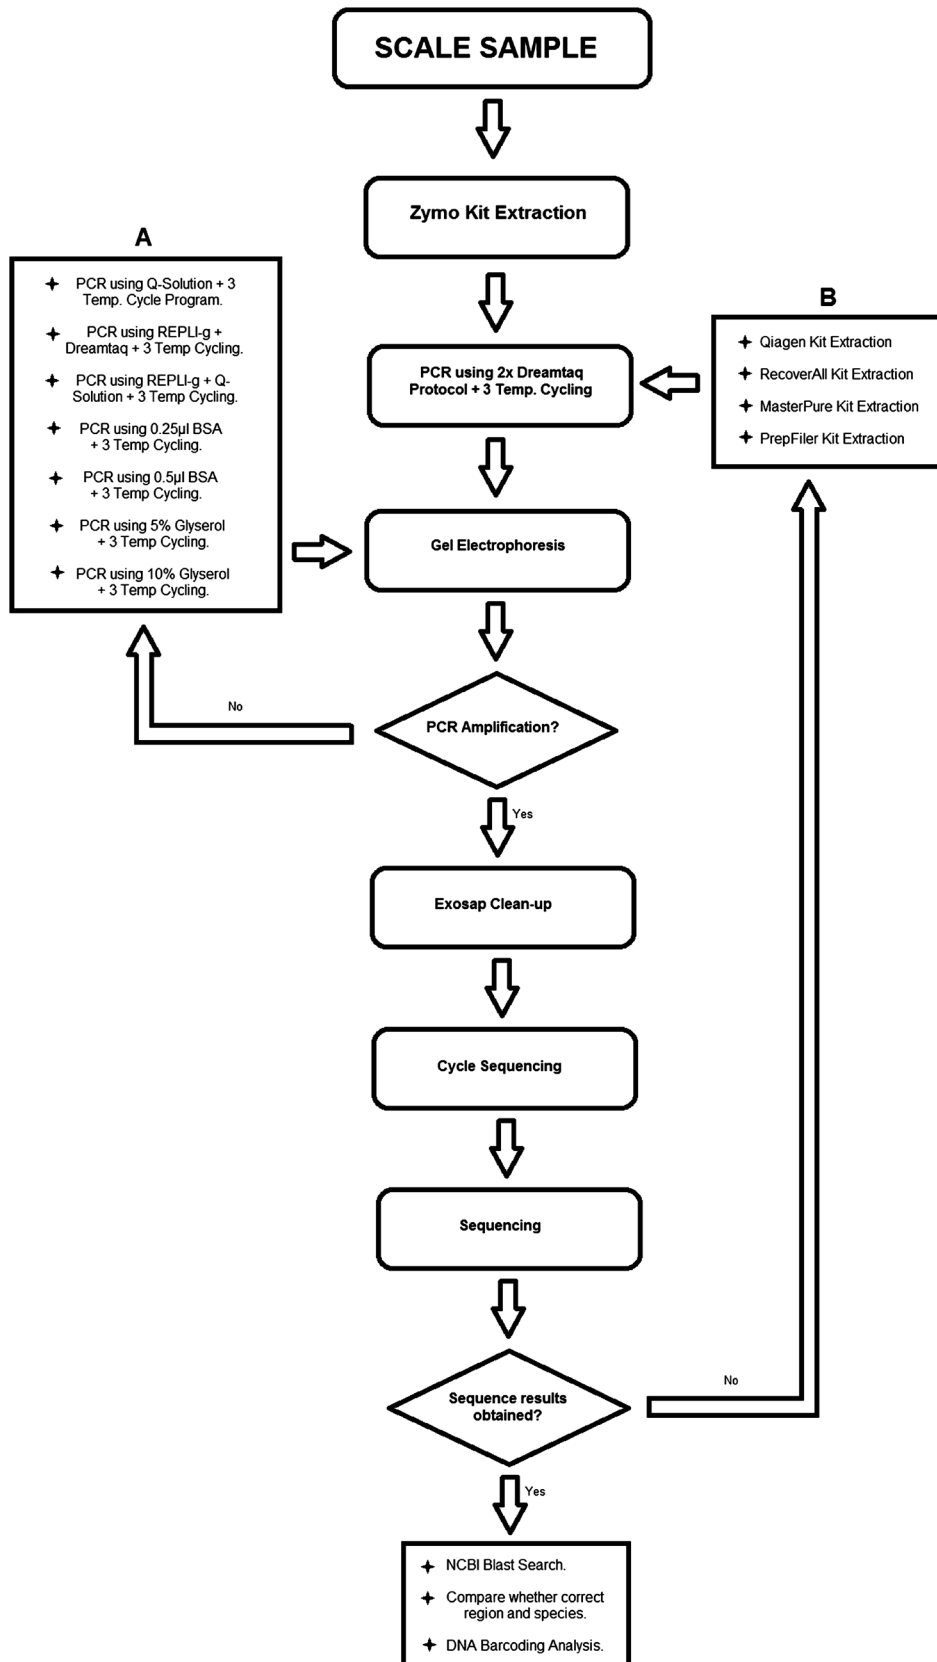 SCALE SAMPLE
Zymo Kit Extraction
A
PCR using Q-Solution + 3
Temp. Cycle Program.
PCR using REPLI-g +
Dreamtaq + 3 Temp Cycling.
PCR using REPLI-g + Q-
Solution + 3 Temp Cycling.
PCR using 0.25µl BSA
+ 3 Temp Cycling.
PCR using 0.5µl BSA
+ 3 Temp Cycling.
PCR using 5% Glyserol
+ 3 Temp Cycling.
PCR using 10% Glyserol
+ 3 Temp Cycling.
B
Qiagen Kit Extraction
RecoverAll Kit Extraction
MasterPure Kit Extraction
PrepFiler Kit Extraction
PCR using 2x Dreamtaq
Protocol + 3 Temp. Cycling
Gel Electrophoresis
PCR Amplification?
No
Yes
Exosap Clean-up
Cycle Sequencing
Sequencing
Sequence results
obtained?
No
Yes
NCBI Blast Search.
Compare whether correct
region and species.
DNA Barcoding Analysis.